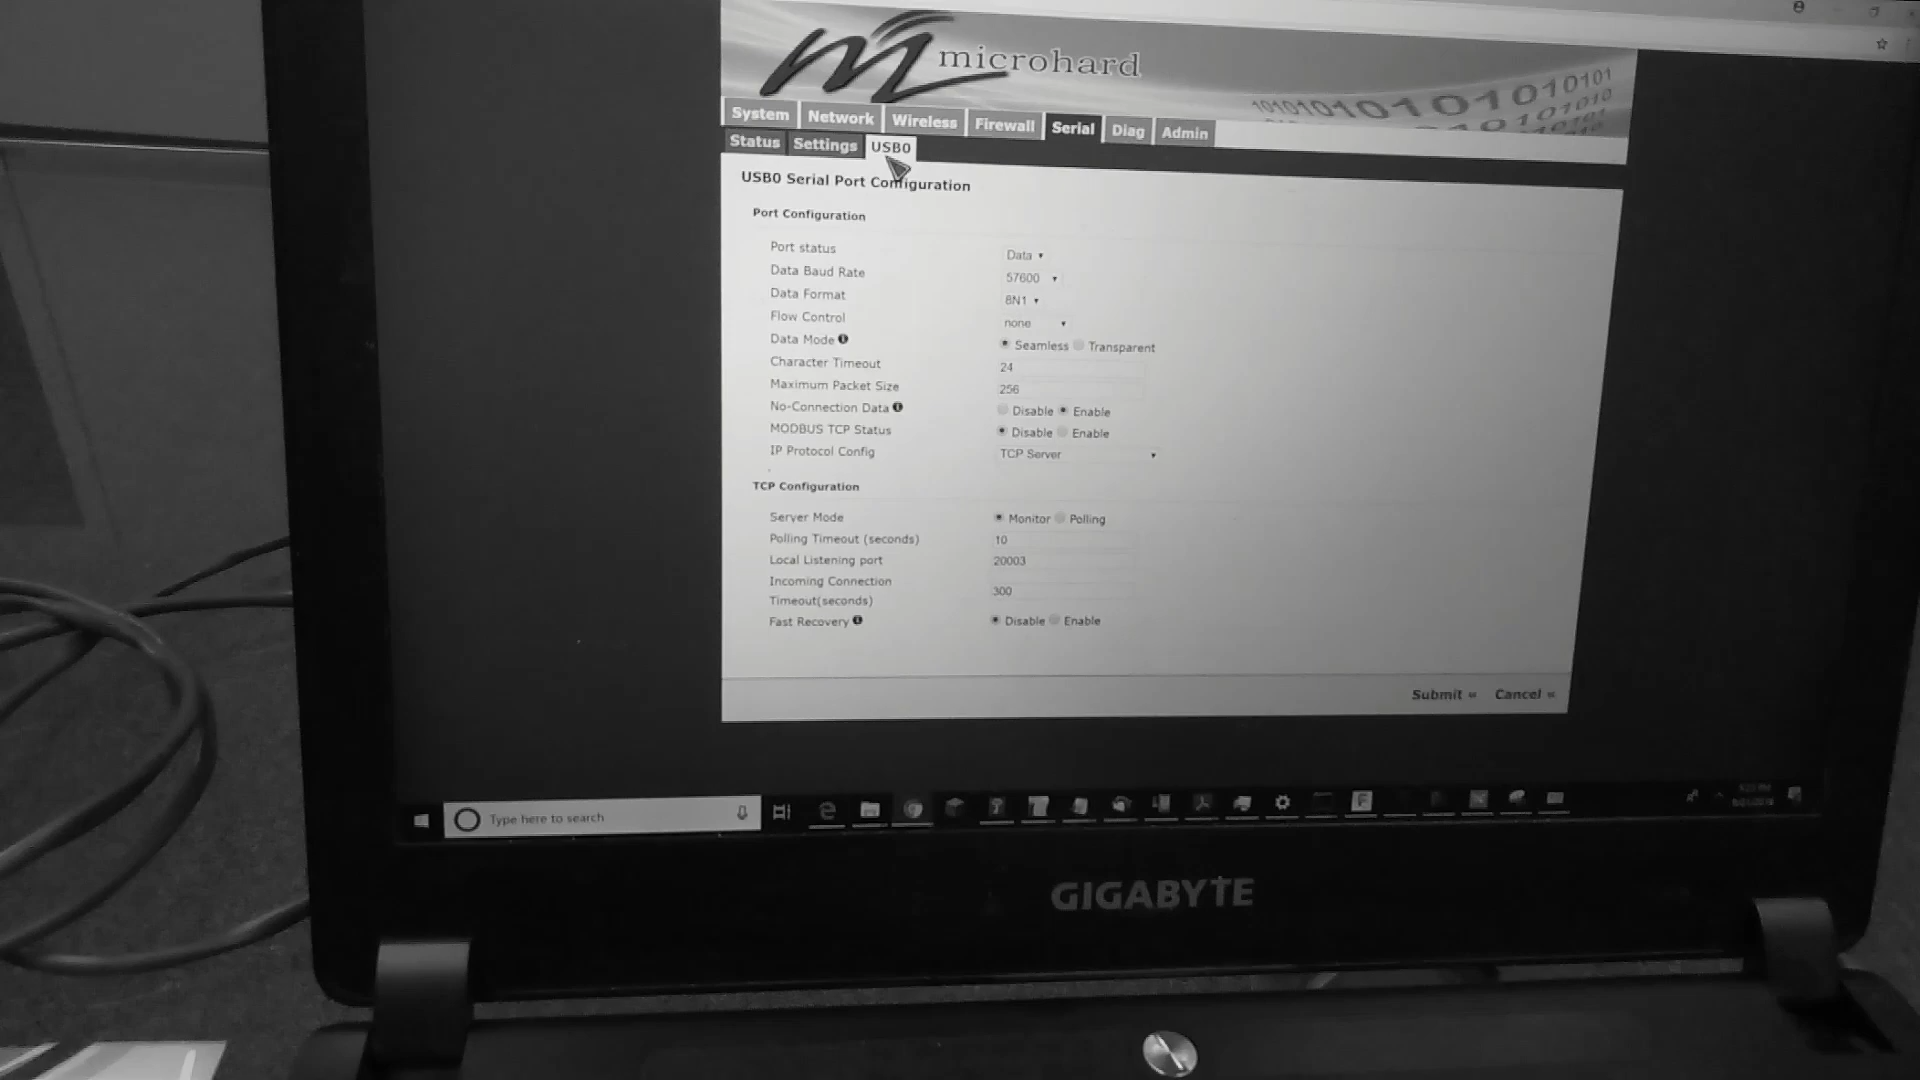 microhard
10101010101010101
01010
System Network Wireless Firewall Serial Diag Admin
Status Settings USB0
USB0 Serial Port Configuration
Port Configuration
Port status Data
Data Baud Rate 57600
Data Format 8N1
Flow Control none
Data Mode Seamless Transparent
Character Timeout 24
Maximum Packet Size 256
No-Connection Data Disable Enable
MODBUS TCP Status Disable Enable
IP Protocol Config TCP Server
TCP Configuration
Server Mode Monitor Polling
Polling Timeout (seconds) 10
Local Listening port 20003
Incoming Connection
Timeout(seconds) 300
Fast Recovery Disable Enable
Submit « Cancel «
Type here to search
GIGABYTE